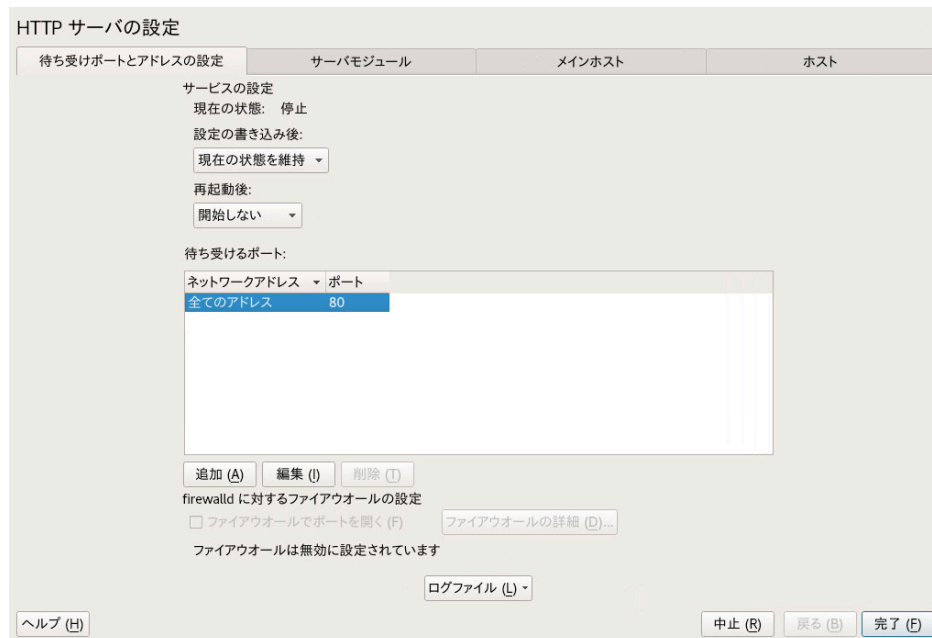 HTTP サーバの設定
待ち受けポートとアドレスの設定 サーバモジュール メインホスト ホスト
サービスの設定
現在の状態: 停止
設定の書き込み後:
現在の状態を維持
再起動後:
開始しない
待ち受けるポート:
ネットワークアドレス ポート
全てのアドレス 80
追加 (A) 編集 (I) 削除 (T)
firewalld に対するファイアウオールの設定
ファイアウオールでポートを開く (F) ファイアウオールの詳細 (D)...
ファイアウオールは無効に設定されています
ログファイル (L)
ヘルプ (H) 中止 (R) 戻る (B) 完了 (F)